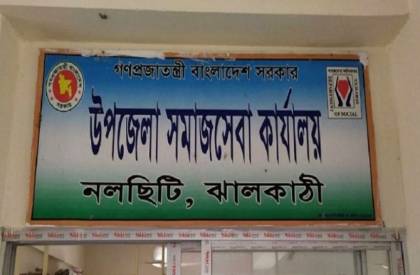 গণপ্রজাতন্ত্রী বাংলাদেশ সরকার
উপজেলা সমাজসেবা কার্যালয়
নলছিটি, ঝালকাঠী